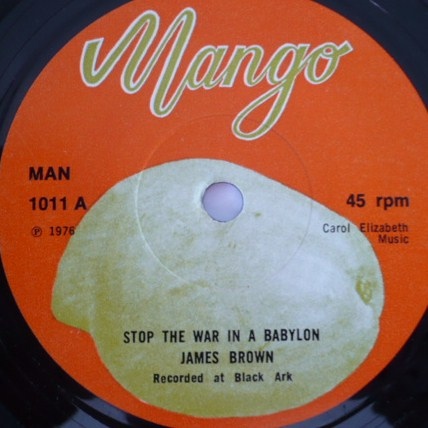 Mango
MAN
1011 A
℗ 1976
45 rpm
Carol Elizabeth
Music
STOP THE WAR IN A BABYLON
JAMES BROWN
Recorded at Black Ark